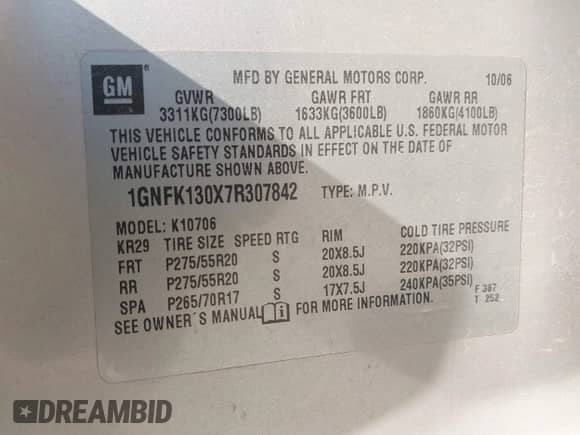 GM
MFD BY GENERAL MOTORS CORP. 10/06
GVWR GAWR FRT GAWR RR
3311KG(7300LB) 1633KG(3600LB) 1860KG(4100LB)
THIS VEHICLE CONFORMS TO ALL APPLICABLE U.S. FEDERAL MOTOR
VEHICLE SAFETY STANDARDS IN EFFECT ON THE DATE OF
MANUFACTURE SHOWN ABOVE.
1GNFK130X7R307842 TYPE: M.P.V.
MODEL: K10706
KR29 TIRE SIZE SPEED RTG RIM COLD TIRE PRESSURE
FRT P275/55R20 S 20X8.5J 220KPA(32PSI)
RR P275/55R20 S 20X8.5J 220KPA(32PSI)
SPA P265/70R17 S 17X7.5J 240KPA(35PSI)
F 387
T 252
SEE OWNER'S MANUAL FOR MORE INFORMATION.
DREAMBID